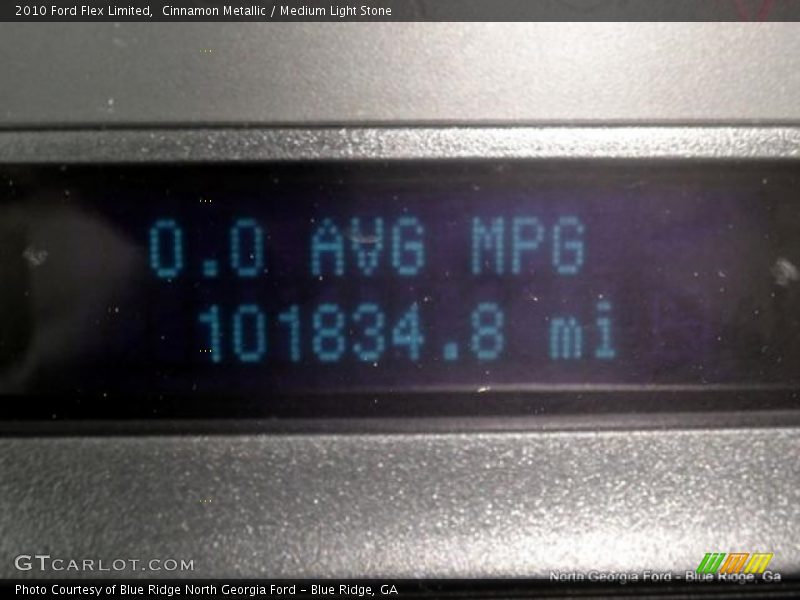 2010 Ford Flex Limited,  Cinnamon Metallic / Medium Light Stone
0.0 AVG MPG
101834.8 mi
GTCARLOT.COM
North Georgia Ford - Blue Ridge, Ga
Photo Courtesy of Blue Ridge North Georgia Ford - Blue Ridge, GA